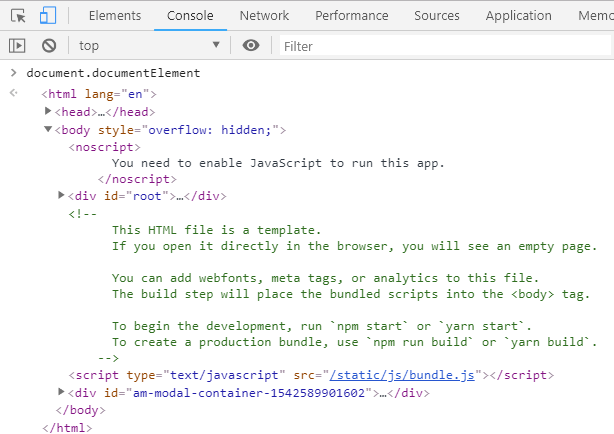 Elements Console Network Performance Sources Application Memory
top Filter
document.documentElement
<html lang="en">
<head>…</head>
<body style="overflow: hidden;">
<noscript>
You need to enable JavaScript to run this app.
</noscript>
<div id="root">…</div>
<!--
This HTML file is a template.
If you open it directly in the browser, you will see an empty page.
You can add webfonts, meta tags, or analytics to this file.
The build step will place the bundled scripts into the <body> tag.
To begin the development, run `npm start` or `yarn start`.
To create a production bundle, use `npm run build` or `yarn build`.
-->
<script type="text/javascript" src="/static/js/bundle.js"></script>
<div id="am-modal-container-1542589901602">…</div>
</body>
</html>